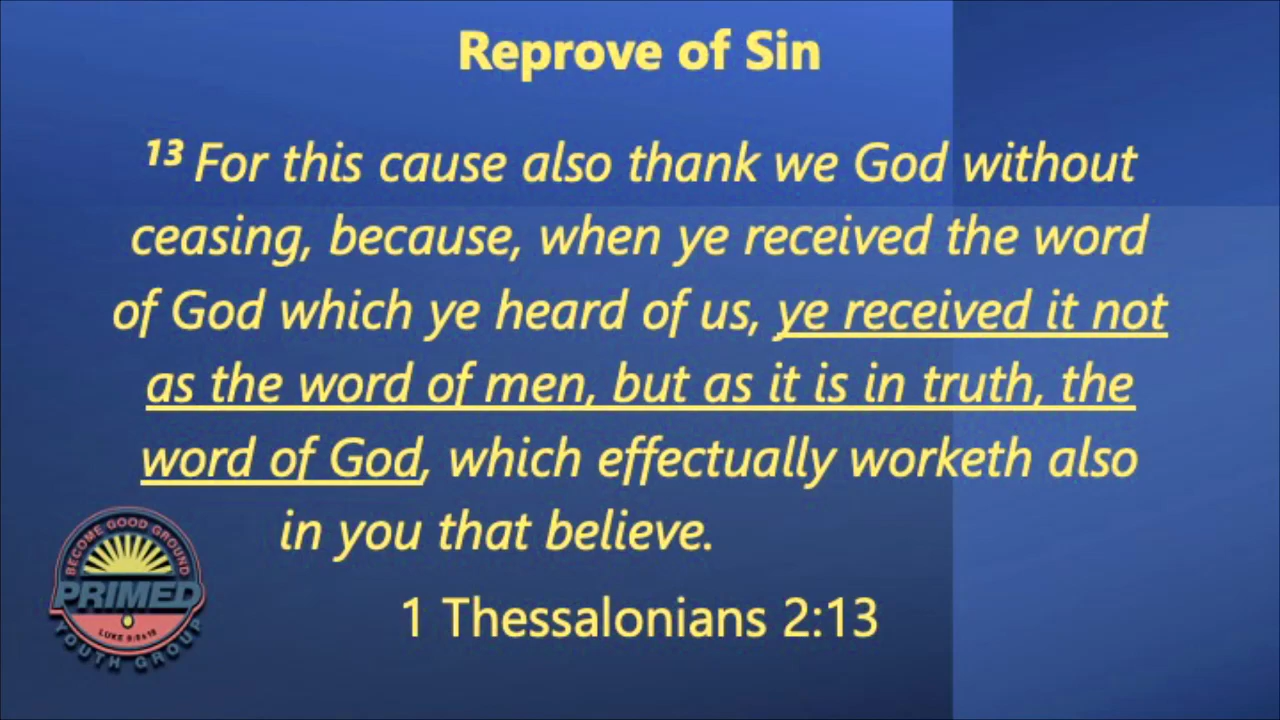 Reprove of Sin
13 For this cause also thank we God without
ceasing, because, when ye received the word
of God which ye heard of us, ye received it not
as the word of men, but as it is in truth, the
word of God, which effectually worketh also
in you that believe.
1 Thessalonians 2:13
BECOME GOOD GROUND
PRIMED
LUKE
YOUTH GROUP